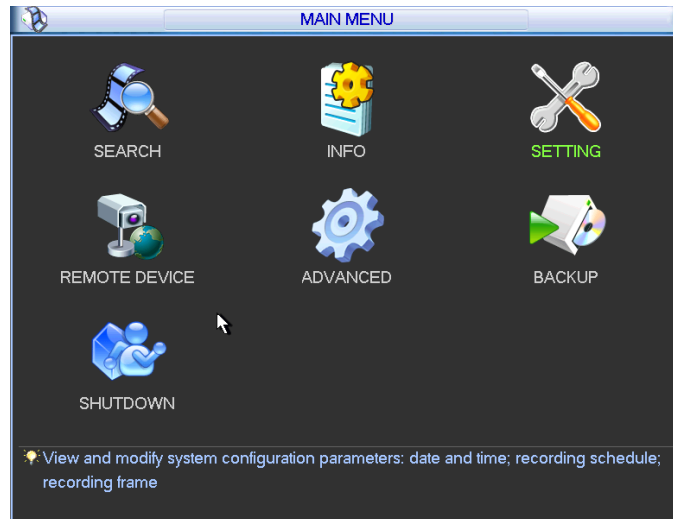 MAIN MENU
SEARCH
INFO
SETTING
REMOTE DEVICE
ADVANCED
BACKUP
SHUTDOWN
View and modify system configuration parameters: date and time; recording schedule;
recording frame